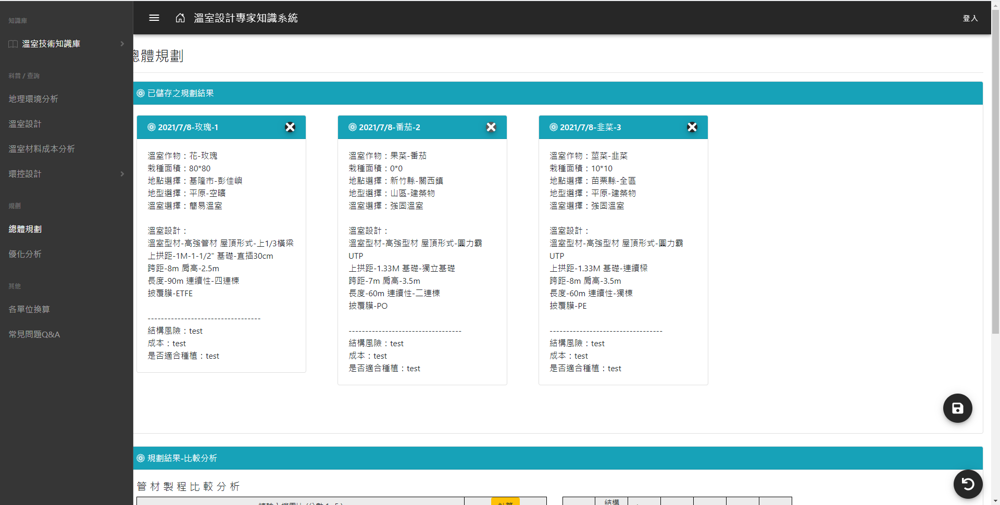 知識庫
溫室技術知識庫
科普 / 查詢
地理環境分析
溫室設計
溫室材料成本分析
環控設計
規劃
總體規劃
優化分析
其他
各單位換算
常見問題Q&A
溫室設計專家知識系統
登入
總體規劃
已儲存之規劃結果
2021/7/8-玫瑰-1
溫室作物：花-玫瑰
栽種面積：80*80
地點選擇：基隆市-彭佳嶼
地型選擇：平原-空曠
溫室選擇：簡易溫室
溫室設計：
溫室型材-高強管材 屋頂形式-上1/3橫梁
上拱距-1M-1-1/2" 基礎-直插30cm
跨距-8m 肩高-2.5m
長度-90m 連續性-四連棟
披覆膜-ETFE
----------------------------------
結構風險：test
成本：test
是否適合種植：test
2021/7/8-番茄-2
溫室作物：果菜-番茄
栽種面積：0*0
地點選擇：新竹縣-關西鎮
地型選擇：山區-建築物
溫室選擇：強固溫室
溫室設計：
溫室型材-高強型材 屋頂形式-圓力霸
UTP
上拱距-1.33M 基礎-獨立基礎
跨距-7m 肩高-3.5m
長度-60m 連續性-二連棟
披覆膜-PO
----------------------------------
結構風險：test
成本：test
是否適合種植：test
2021/7/8-韭菜-3
溫室作物：莖菜-韭菜
栽種面積：10*10
地點選擇：苗栗縣-全區
地型選擇：平原-建築物
溫室選擇：強固溫室
溫室設計：
溫室型材-高強型材 屋頂形式-圓力霸
UTP
上拱距-1.33M 基礎-連續樑
跨距-8m 肩高-3.5m
長度-60m 連續性-獨棟
披覆膜-PE
----------------------------------
結構風險：test
成本：test
是否適合種植：test
規劃結果-比較分析
管材製程比較分析
結構